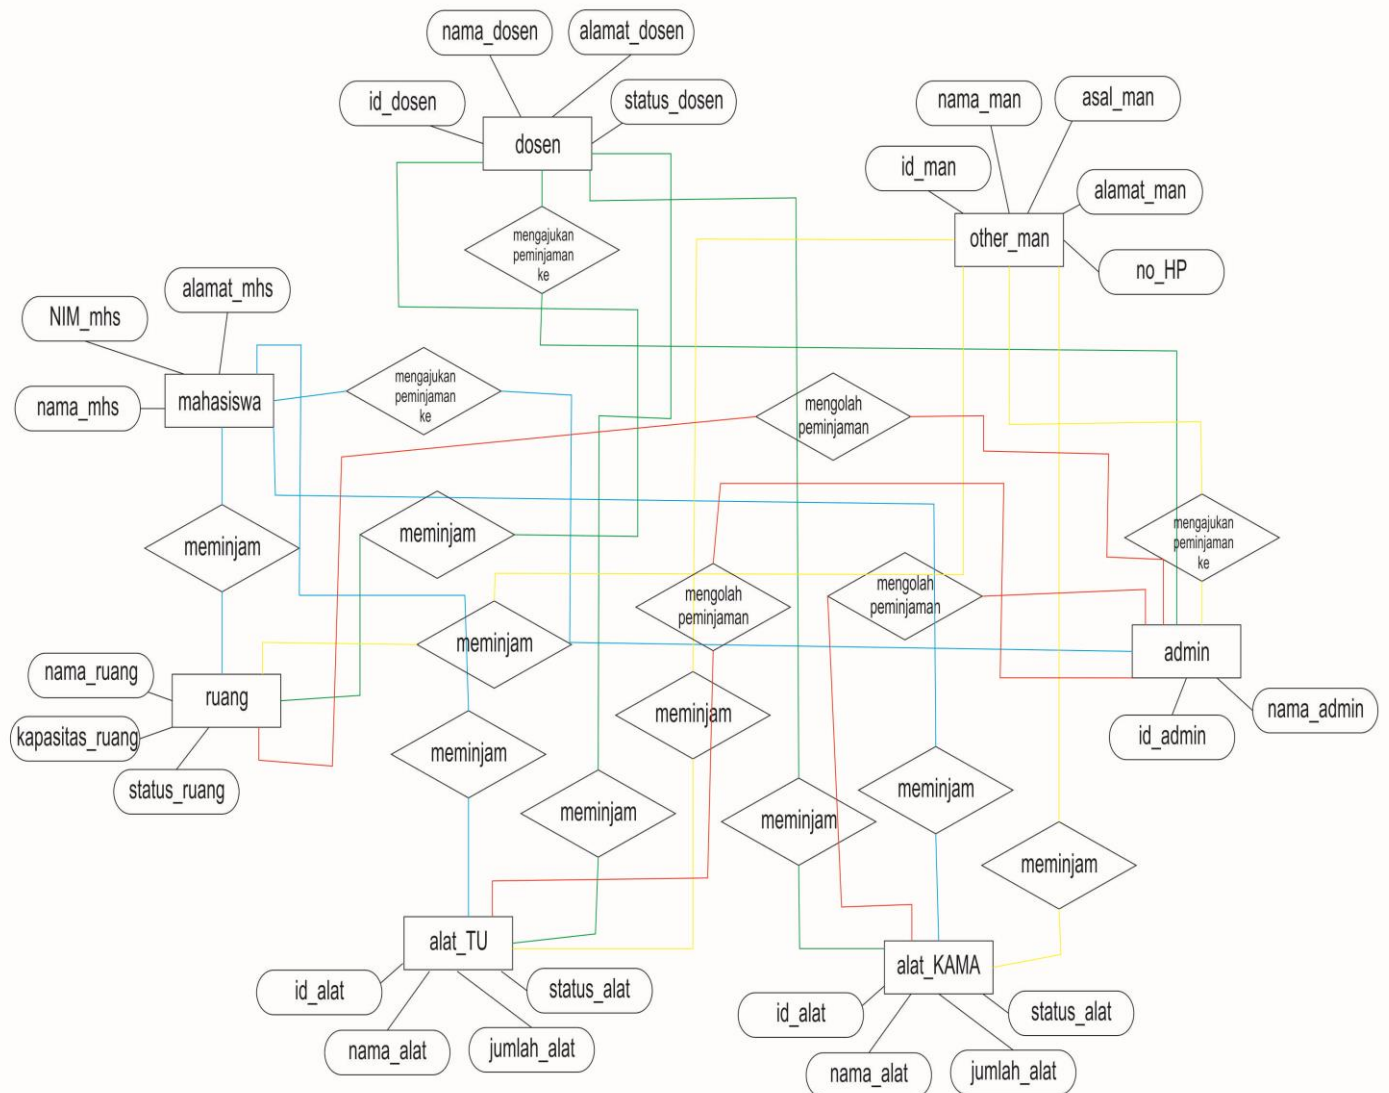 nama_dosen
alamat_dosen
id_dosen
status_dosen
dosen
nama_man
asal_man
id_man
alamat_man
other_man
no_HP
mengajukan
peminjaman
ke
alamat_mhs
NIM_mhs
nama_mhs
mahasiswa
mengajukan
peminjaman
ke
mengolah
peminjaman
meminjam
meminjam
mengajukan
peminjaman
ke
mengolah
peminjaman
mengolah
peminjaman
meminjam
admin
nama_admin
id_admin
nama_ruang
ruang
kapasitas_ruang
status_ruang
meminjam
meminjam
meminjam
meminjam
meminjam
meminjam
alat_TU
id_alat
status_alat
nama_alat
jumlah_alat
alat_KAMA
id_alat
status_alat
nama_alat
jumlah_alat